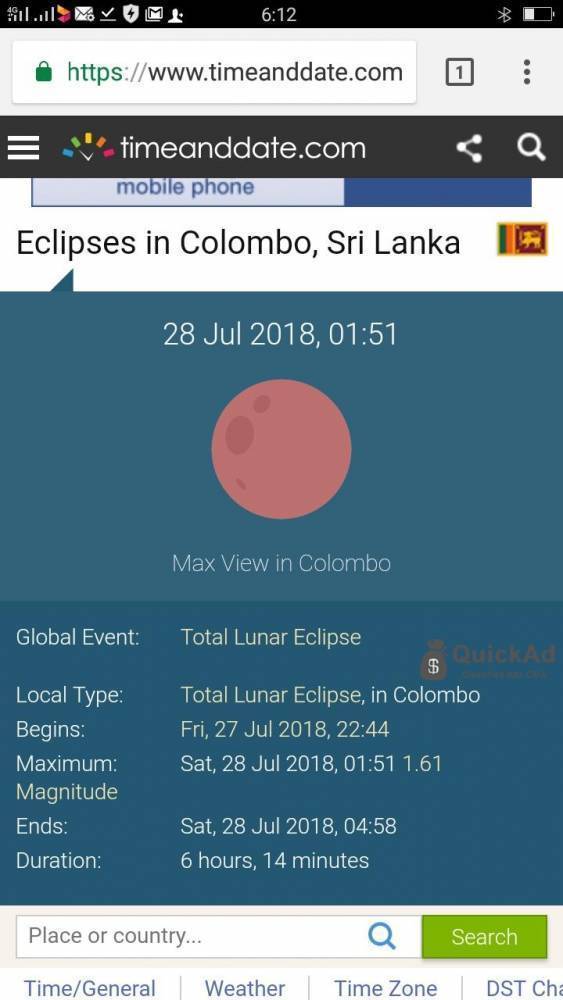 4G 6:12
https://www.timeanddate.com 1
timeanddate.com
mobile phone
Eclipses in Colombo, Sri Lanka
28 Jul 2018, 01:51
Max View in Colombo
Global Event: Total Lunar Eclipse
QuickAd
Local Type: Total Lunar Eclipse, in Colombo
Begins: Fri, 27 Jul 2018, 22:44
Maximum: Sat, 28 Jul 2018, 01:51 1.61
Magnitude
Ends: Sat, 28 Jul 2018, 04:58
Duration: 6 hours, 14 minutes
Place or country... Search
Time/General Weather Time Zone DST Cha